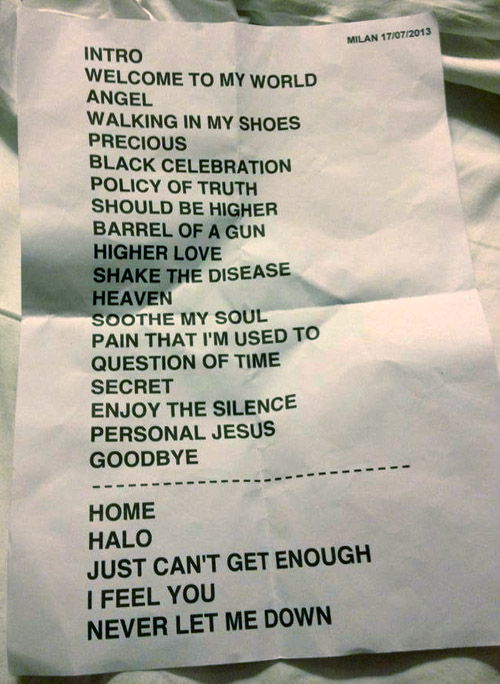 MILAN 17/07/2013
INTRO
WELCOME TO MY WORLD
ANGEL
WALKING IN MY SHOES
PRECIOUS
BLACK CELEBRATION
POLICY OF TRUTH
SHOULD BE HIGHER
BARREL OF A GUN
HIGHER LOVE
SHAKE THE DISEASE
HEAVEN
SOOTHE MY SOUL
PAIN THAT I'M USED TO
QUESTION OF TIME
SECRET
ENJOY THE SILENCE
PERSONAL JESUS
GOODBYE
------------------------------
HOME
HALO
JUST CAN'T GET ENOUGH
I FEEL YOU
NEVER LET ME DOWN